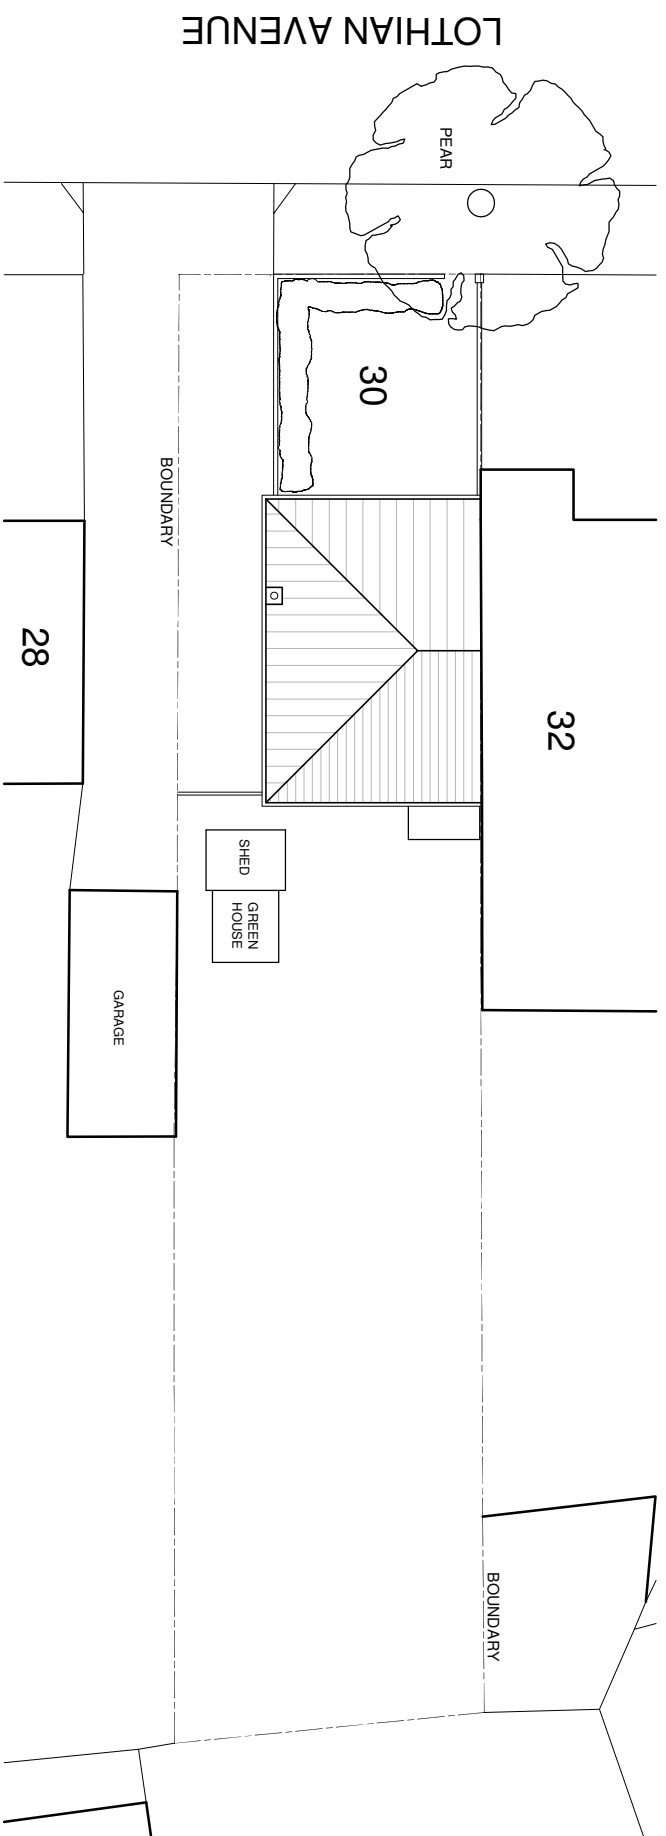 LOTHIAN AVENUE
PEAR
30
BOUNDARY
28
32
SHED
GREEN
HOUSE
GARAGE
BOUNDARY